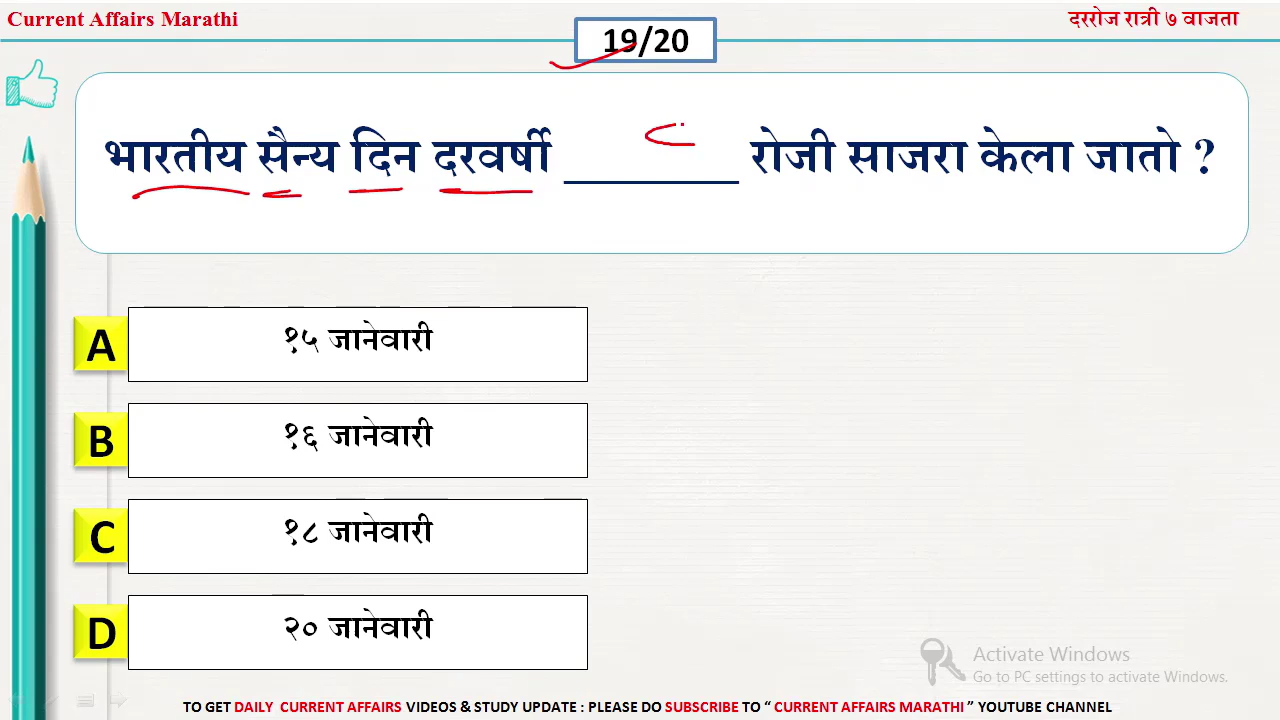 Current Affairs Marathi
दररोज रात्री ७ वाजता
19/20
भारतीय सैन्य दिन दरवर्षी __________ रोजी साजरा केला जातो ?
A १५ जानेवारी
B १६ जानेवारी
C १८ जानेवारी
D २० जानेवारी
Activate Windows
Go to PC settings to activate Windows.
TO GET DAILY CURRENT AFFAIRS VIDEOS & STUDY UPDATE : PLEASE DO SUBSCRIBE TO “ CURRENT AFFAIRS MARATHI ” YOUTUBE CHANNEL